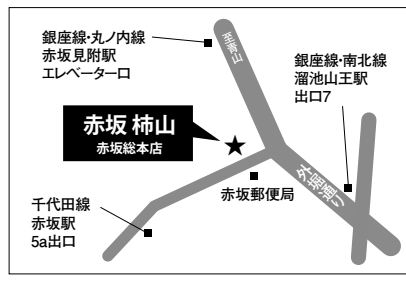 銀座線・丸ノ内線
赤坂見附駅
エレベーター口
至青山
銀座線・南北線
溜池山王駅
出口7
赤坂 柿山
赤坂総本店
赤坂郵便局
外堀通り
千代田線
赤坂駅
5a出口